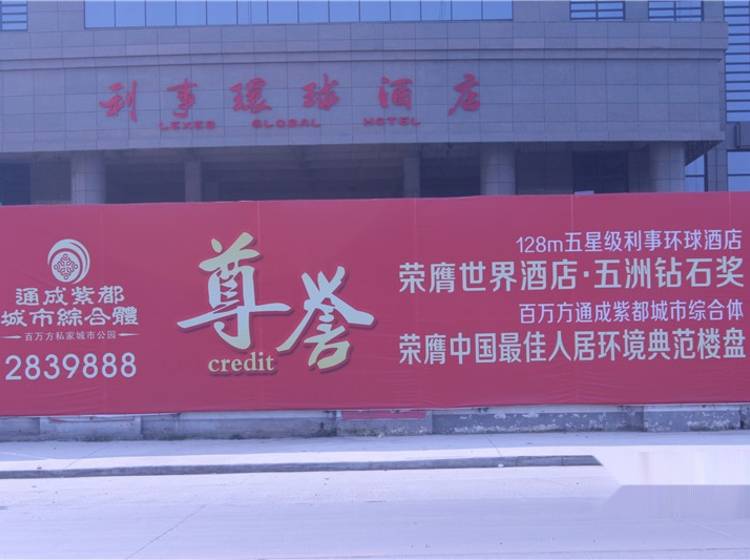 利事環球酒店
LEXES GLOBAL HOTEL
通成紫都
城市綜合體
百万方私家城市公园
2839888
尊誉
credit
128m五星级利事环球酒店
荣膺世界酒店·五洲钻石奖
百万方通成紫都城市综合体
荣膺中国最佳人居环境典范楼盘